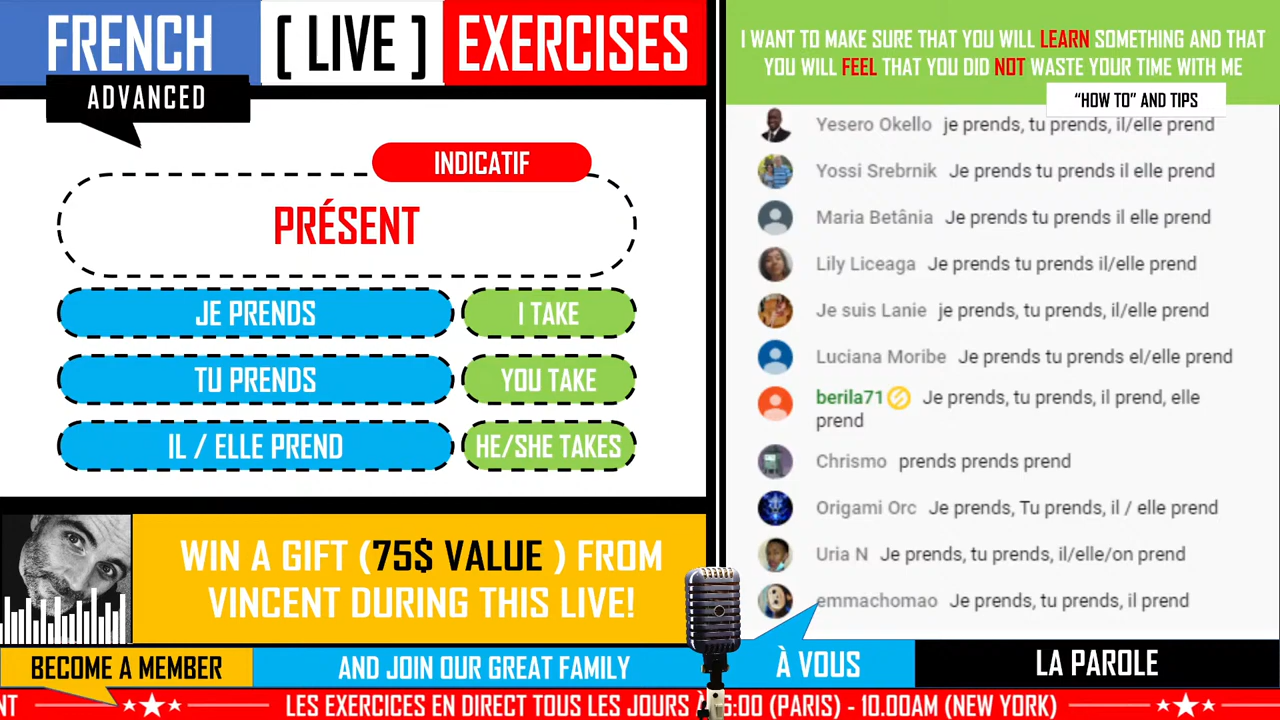 FRENCH [ LIVE ] EXERCISES
ADVANCED
INDICATIF
PRÉSENT
JE PRENDS
I TAKE
TU PRENDS
YOU TAKE
IL / ELLE PREND
HE/SHE TAKES
WIN A GIFT (75$ VALUE ) FROM
VINCENT DURING THIS LIVE!
BECOME A MEMBER
AND JOIN OUR GREAT FAMILY
I WANT TO MAKE SURE THAT YOU WILL LEARN SOMETHING AND THAT
YOU WILL FEEL THAT YOU DID NOT WASTE YOUR TIME WITH ME
"HOW TO" AND TIPS
Yesero Okello je prends, tu prends, il/elle prend
Yossi Srebrnik Je prends tu prends il elle prend
Maria Betânia Je prends tu prends il elle prend
Lily Liceaga Je prends tu prends il/elle prend
Je suis Lanie je prends, tu prends, il/elle prend
Luciana Moribe Je prends tu prends el/elle prend
berila71 Je prends, tu prends, il prend, elle
prend
Chrismo prends prends prend
Origami Orc Je prends, Tu prends, il / elle prend
Uria N Je prends, tu prends, il/elle/on prend
emmachomao Je prends, tu prends, il prend
À VOUS
LA PAROLE
NT LES EXERCICES EN DIRECT TOUS LES JOURS À 6:00 (PARIS) - 10.00AM (NEW YORK)